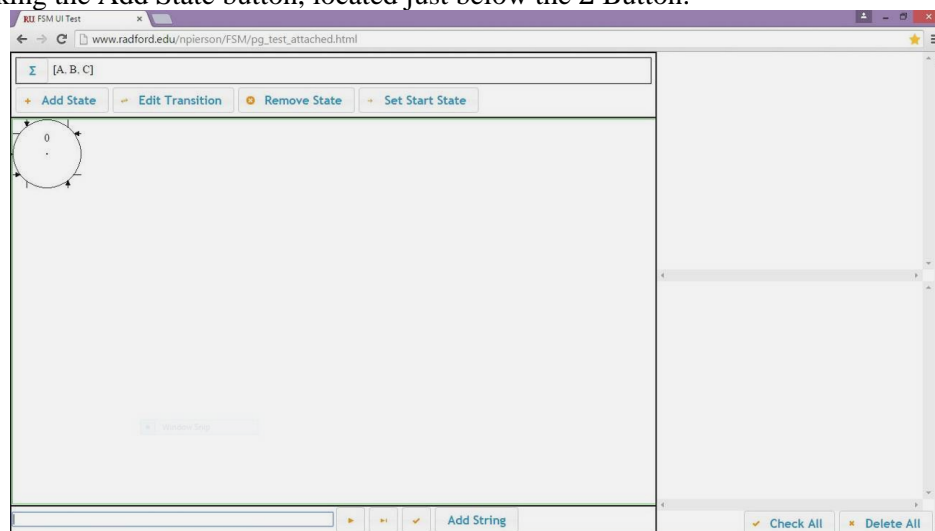 king the Add State button, located just below the Σ Button.
RU FSM UI Test
www.radford.edu/npierson/FSM/pg_test_attached.html
Σ [A, B, C]
Add State Edit Transition Remove State Set Start State
0
Add String
Check All Delete All